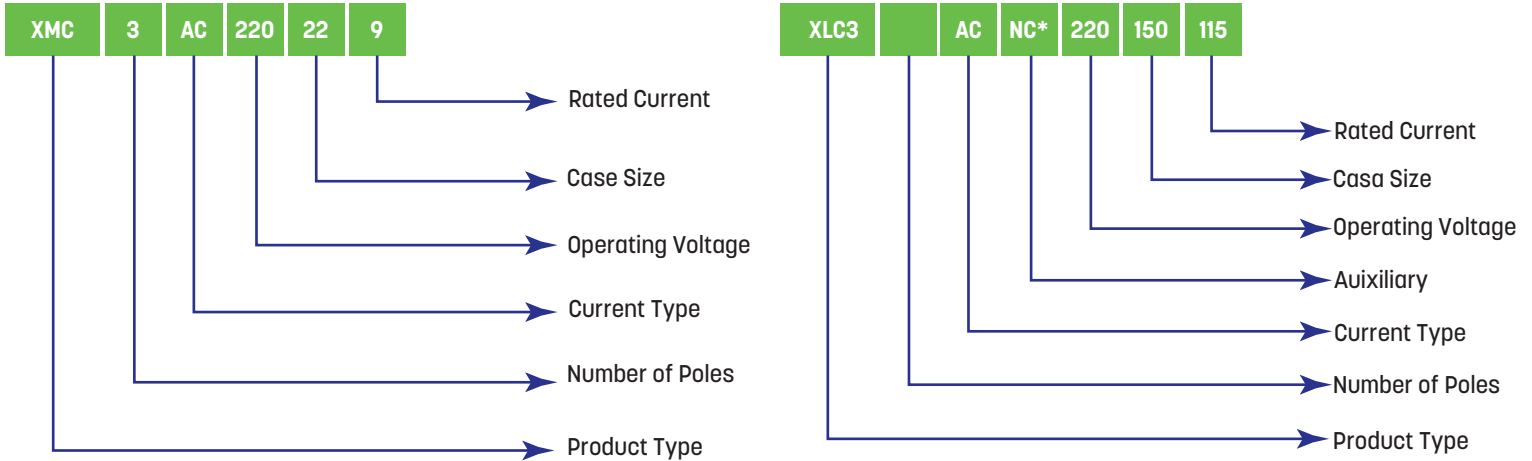 XMC 3 AC 220 22 9
Rated Current
Case Size
Operating Voltage
Current Type
Number of Poles
Product Type
XLC3 AC NC* 220 150 115
Rated Current
Casa Size
Operating Voltage
Auixiliary
Current Type
Number of Poles
Product Type